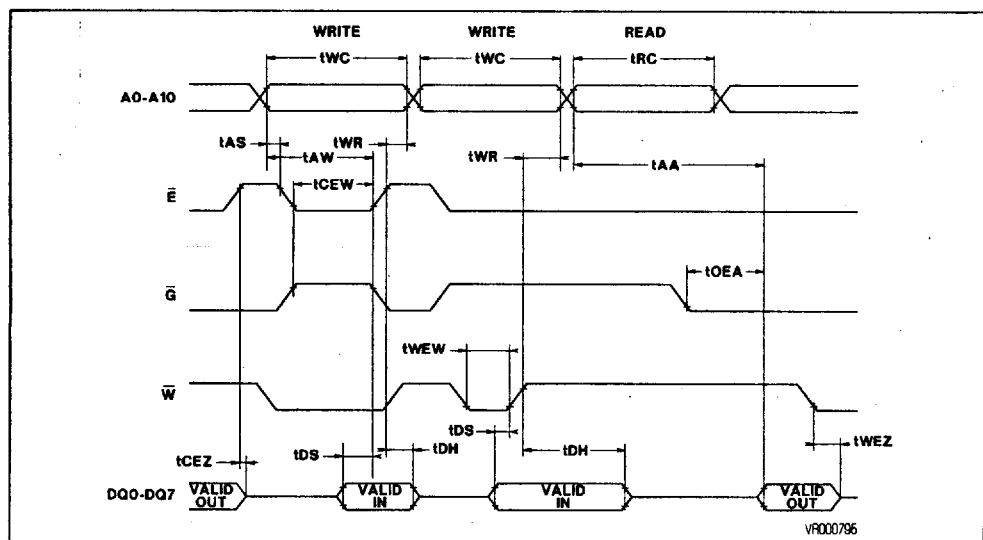 WRITE WRITE READ
tWC tWC tRC
A0-A10
tAS tWR tWR
tAW tAA
tCEW
E̅
tOEA
G̅
tWEW
W̅
tDS tWEZ
tCEZ tDS tDH tDH
DQ0-DQ7 VALID OUT VALID IN VALID IN VALID OUT
VR000796